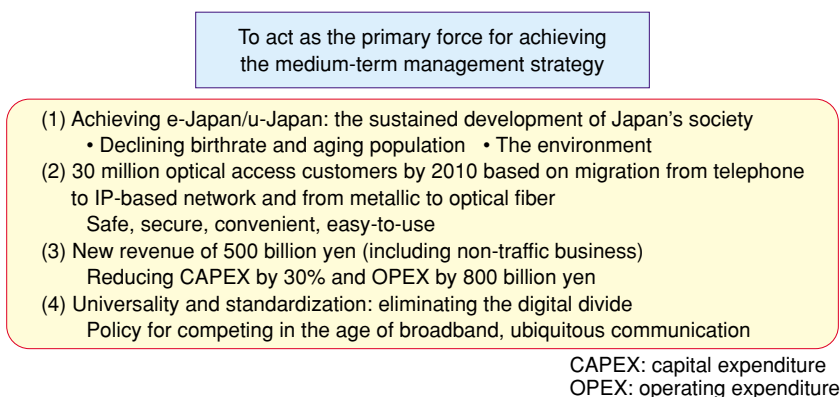 To act as the primary force for achieving
the medium-term management strategy
(1) Achieving e-Japan/u-Japan: the sustained development of Japan's society
• Declining birthrate and aging population • The environment
(2) 30 million optical access customers by 2010 based on migration from telephone
to IP-based network and from metallic to optical fiber
Safe, secure, convenient, easy-to-use
(3) New revenue of 500 billion yen (including non-traffic business)
Reducing CAPEX by 30% and OPEX by 800 billion yen
(4) Universality and standardization: eliminating the digital divide
Policy for competing in the age of broadband, ubiquitous communication
CAPEX: capital expenditure
OPEX: operating expenditure